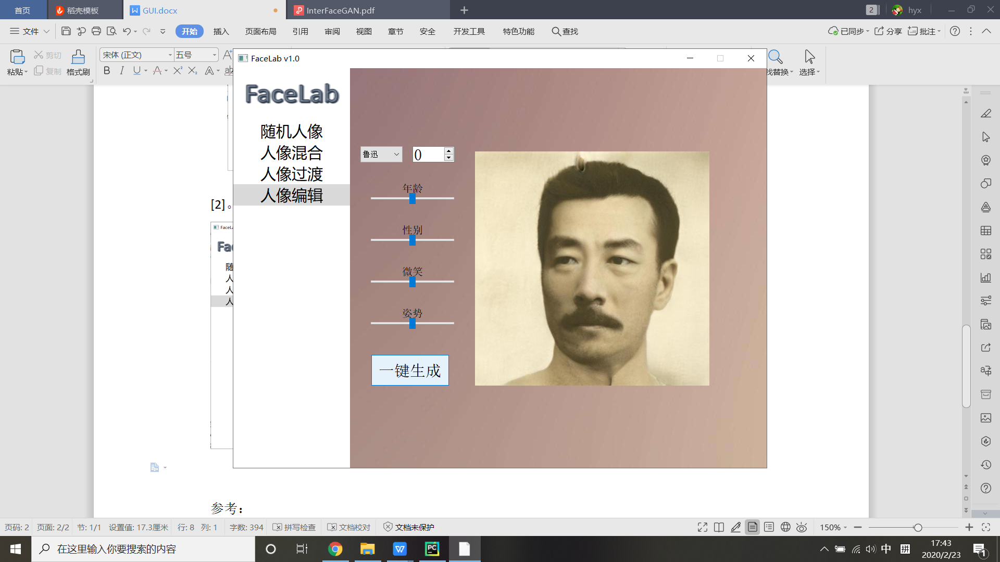 首页
稻壳模板
GUI.docx
InterFaceGAN.pdf
2
hyx
文件
开始
插入
页面布局
引用
审阅
视图
章节
安全
开发工具
特色功能
查找
已同步
分享
批注
粘贴
剪切
复制
格式刷
宋体 (正文)
五号
B I U A X² X₂ A
找替换
选择
FaceLab v1.0
FaceLab
随机人像
人像混合
人像过渡
人像编辑
鲁迅
0
年龄
性别
微笑
姿势
一键生成
[2] 。
FaceL
Fa
随
人
人
人
参考：
页码: 2
页面: 2/2
节: 1/1
设置值: 17.3厘米
行: 8
列: 1
字数: 394
拼写检查
文档校对
文档未保护
150%
在这里输入你要搜索的内容
中
拼
17:43
2020/2/23
1